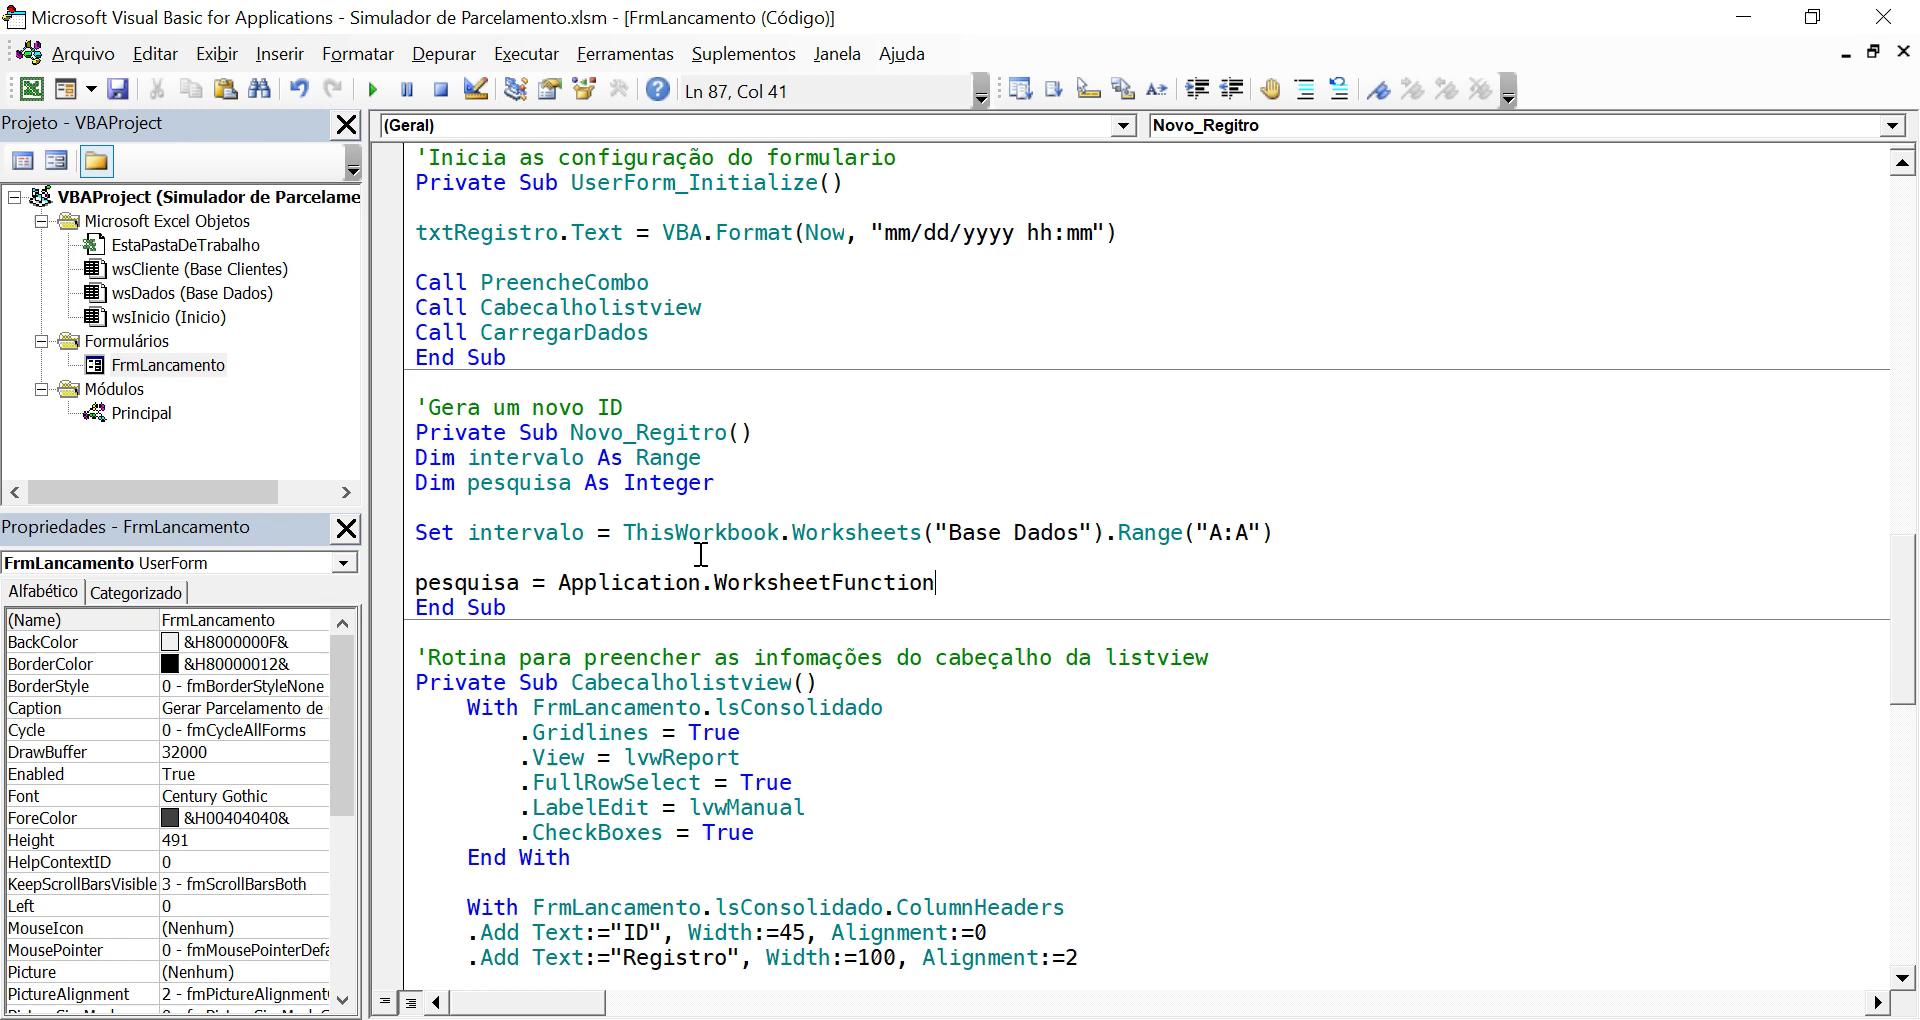 Microsoft Visual Basic for Applications - Simulador de Parcelamento.xlsm - [FrmLancamento (Código)]
Arquivo Editar Exibir Inserir Formatar Depurar Executar Ferramentas Suplementos Janela Ajuda
Ln 87, Col 41
Projeto - VBAProject
VBAProject (Simulador de Parcelame
Microsoft Excel Objetos
EstaPastaDeTrabalho
wsCliente (Base Clientes)
wsDados (Base Dados)
wsInicio (Inicio)
Formulários
FrmLancamento
Módulos
Principal
Propriedades - FrmLancamento
FrmLancamento UserForm
Alfabético Categorizado
(Name) FrmLancamento
BackColor &H8000000F&
BorderColor &H80000012&
BorderStyle 0 - fmBorderStyleNone
Caption Gerar Parcelamento de
Cycle 0 - fmCycleAllForms
DrawBuffer 32000
Enabled True
Font Century Gothic
ForeColor &H00404040&
Height 491
HelpContextID 0
KeepScrollBarsVisible 3 - fmScrollBarsBoth
Left 0
MouseIcon (Nenhum)
MousePointer 0 - fmMousePointerDefa
Picture (Nenhum)
PictureAlignment 2 - fmPictureAlignment
(Geral) Novo_Regitro
'Inicia as configuração do formulario
Private Sub UserForm_Initialize()
txtRegistro.Text = VBA.Format(Now, "mm/dd/yyyy hh:mm")
Call PreencheCombo
Call Cabecalholistview
Call CarregarDados
End Sub
'Gera um novo ID
Private Sub Novo_Regitro()
Dim intervalo As Range
Dim pesquisa As Integer
Set intervalo = ThisWorkbook.Worksheets("Base Dados").Range("A:A")
pesquisa = Application.WorksheetFunction
End Sub
'Rotina para preencher as infomações do cabeçalho da listview
Private Sub Cabecalholistview()
With FrmLancamento.lsConsolidado
.Gridlines = True
.View = lvwReport
.FullRowSelect = True
.LabelEdit = lvwManual
.CheckBoxes = True
End With
With FrmLancamento.lsConsolidado.ColumnHeaders
.Add Text:="ID", Width:=45, Alignment:=0
.Add Text:="Registro", Width:=100, Alignment:=2